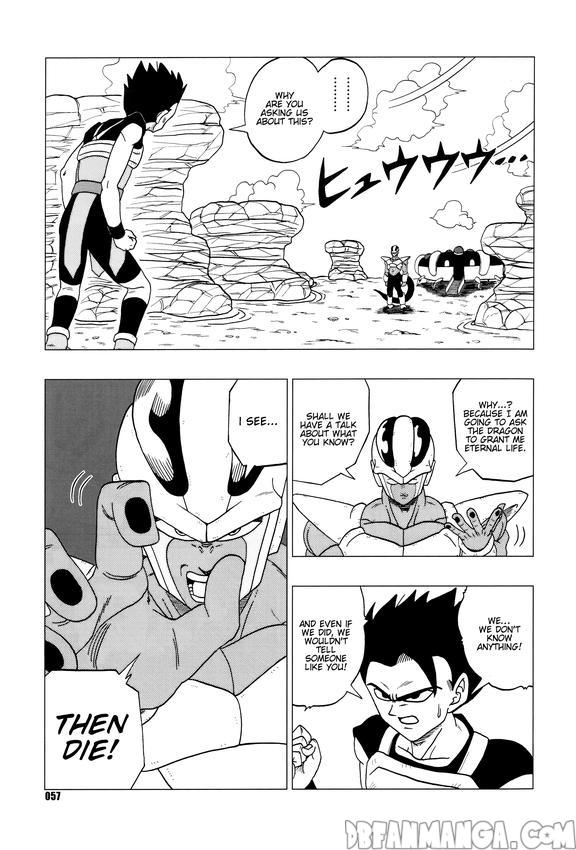 ………
WHY
ARE YOU
ASKING US
ABOUT THIS?
ヒュウウウ…
WHY...?
BECAUSE I AM
GOING TO ASK
THE DRAGON
TO GRANT ME
ETERNAL LIFE.
SHALL WE
HAVE A TALK
ABOUT WHAT
YOU KNOW?
I SEE...
WE...
WE DON'T
KNOW
ANYTHING!
AND EVEN IF
WE DID, WE
WOULDN'T
TELL
SOMEONE
LIKE YOU!
THEN
DIE!
057
DBFANMANGA.COM